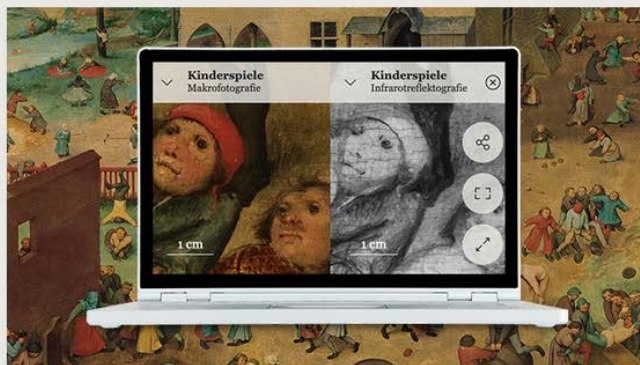 Kinderspiele
Makrofotografie
Kinderspiele
Infrarotreflektografie
1 cm
1 cm